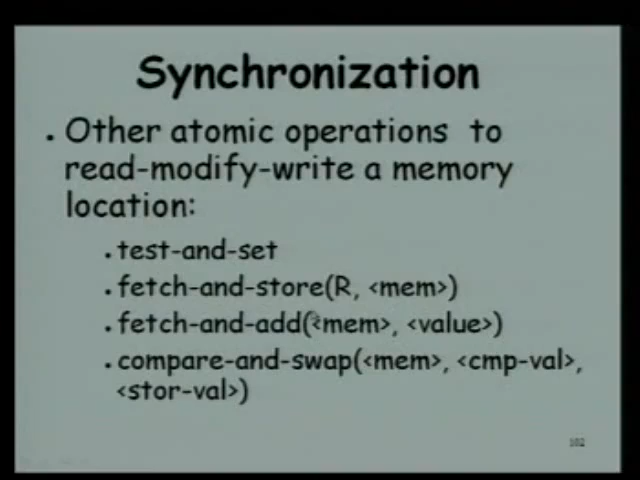 Synchronization
• Other atomic operations to
read-modify-write a memory
location:
• test-and-set
• fetch-and-store(R, <mem>)
• fetch-and-add(<mem>, <value>)
• compare-and-swap(<mem>, <cmp-val>,
<stor-val>)
102